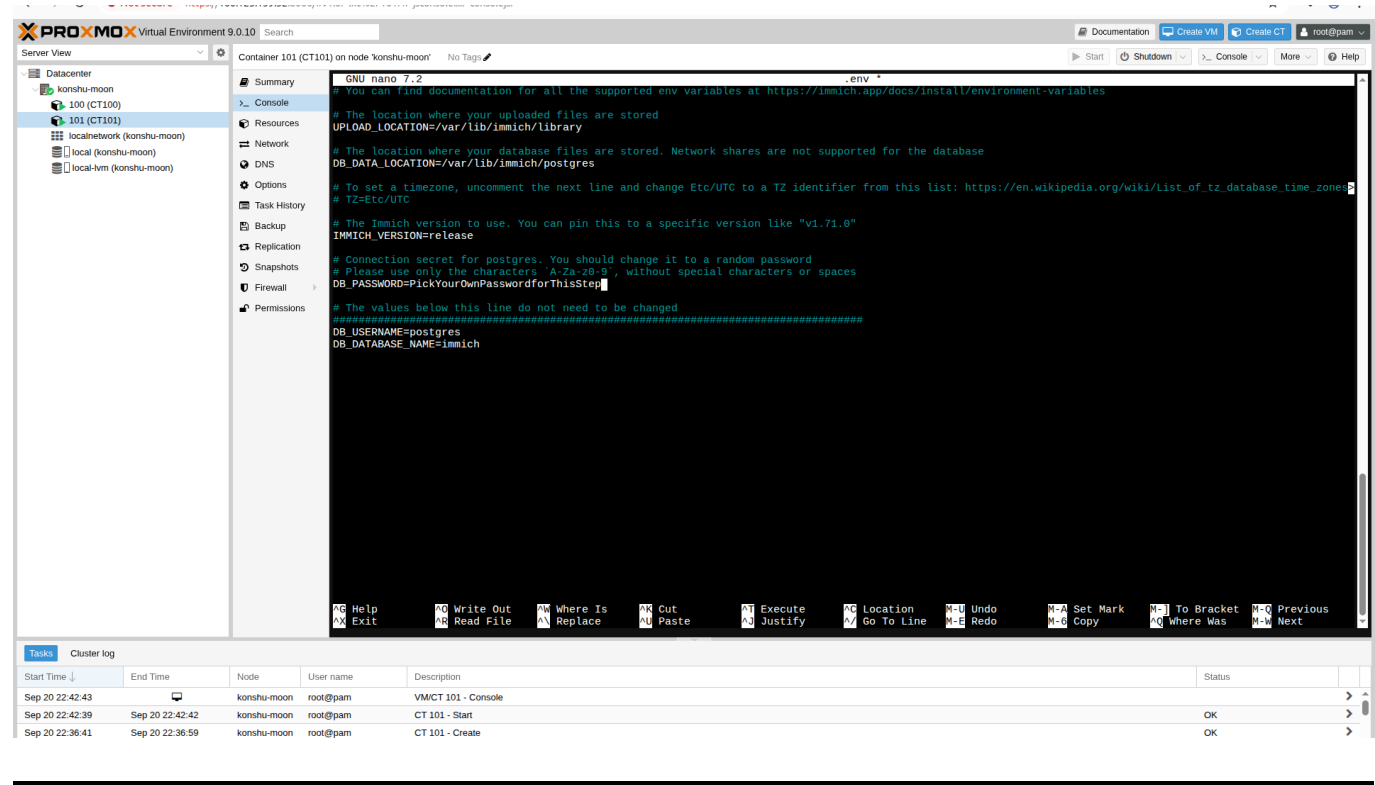 PROXMOX Virtual Environment 9.0.10 Search
Documentation Create VM Create CT root@pam
Server View
Container 101 (CT101) on node 'konshu-moon' No Tags
Start Shutdown >_ Console More Help
Datacenter
konshu-moon
100 (CT100)
101 (CT101)
localnetwork (konshu-moon)
local (konshu-moon)
local-lvm (konshu-moon)
Summary
>_ Console
Resources
Network
DNS
Options
Task History
Backup
Replication
Snapshots
Firewall
Permissions
GNU nano 7.2 .env *
# You can find documentation for all the supported env variables at https://immich.app/docs/install/environment-variables
# The location where your uploaded files are stored
UPLOAD_LOCATION=/var/lib/immich/library
# The location where your database files are stored. Network shares are not supported for the database
DB_DATA_LOCATION=/var/lib/immich/postgres
# To set a timezone, uncomment the next line and change Etc/UTC to a TZ identifier from this list: https://en.wikipedia.org/wiki/List_of_tz_database_time_zones>
# TZ=Etc/UTC
# The Immich version to use. You can pin this to a specific version like "v1.71.0"
IMMICH_VERSION=release
# Connection secret for postgres. You should change it to a random password
# Please use only the characters `A-Za-z0-9`, without special characters or spaces
DB_PASSWORD=PickYourOwnPasswordforThisStep
# The values below this line do not need to be changed
###################################################################################
DB_USERNAME=postgres
DB_DATABASE_NAME=immich
^G Help ^O Write Out ^W Where Is ^K Cut ^T Execute ^C Location M-U Undo M-A Set Mark M-] To Bracket M-Q Previous
^X Exit ^R Read File ^\ Replace ^U Paste ^J Justify ^/ Go To Line M-E Redo M-6 Copy ^Q Where Was M-W Next
Tasks Cluster log
Start Time ↓ End Time Node User name Description Status
Sep 20 22:42:43 konshu-moon root@pam VM/CT 101 - Console
Sep 20 22:42:39 Sep 20 22:42:42 konshu-moon root@pam CT 101 - Start OK
Sep 20 22:36:41 Sep 20 22:36:59 konshu-moon root@pam CT 101 - Create OK